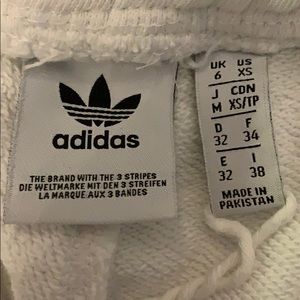 adidas
THE BRAND WITH THE 3 STRIPES
DIE WELTMARKE MIT DEN 3 STREIFEN
LA MARQUE AUX 3 BANDES
UK US
6 XS
J CDN
M XS/TP
D F
32 34
E I
32 38
MADE IN
PAKISTAN